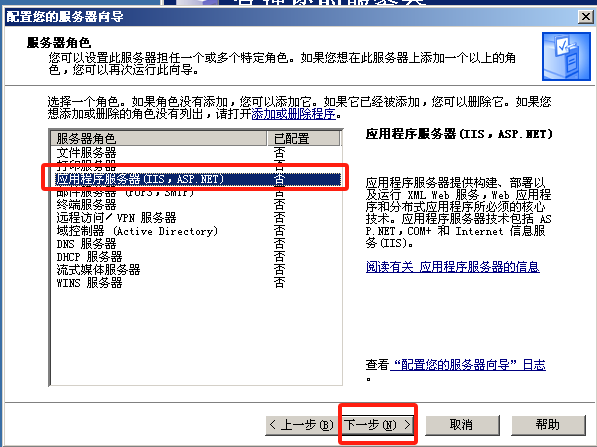 管理您的服务器
配置您的服务器向导
服务器角色
您可以设置此服务器担任一个或多个特定角色。如果您想在此服务器上添加一个以上的角
色，您可以再次运行此向导。
选择一个角色。如果角色没有添加，您可以添加它。如果它已经被添加，您可以删除它。如果您
想添加或删除的角色没有列出，请打开添加或删除程序。
服务器角色 已配置
文件服务器 否
打印服务器 否
应用程序服务器(IIS，ASP.NET) 否
邮件服务器 (POP3，SMTP) 否
终端服务器 否
远程访问/VPN 服务器 否
域控制器 (Active Directory) 否
DNS 服务器 否
DHCP 服务器 否
流式媒体服务器 否
WINS 服务器 否
应用程序服务器(IIS，ASP.NET)
应用程序服务器提供构建、部署以
及运行 XML Web 服务，Web 应用程
序和分布式应用程序所必须的核心
技术。应用程序服务器技术包括 AS
P.NET，COM+ 和 Internet 信息服
务(IIS)。
阅读有关 应用程序服务器的信息
查看“配置您的服务器向导”日志
。
< 上一步(B) 下一步(N) > 取消 帮助